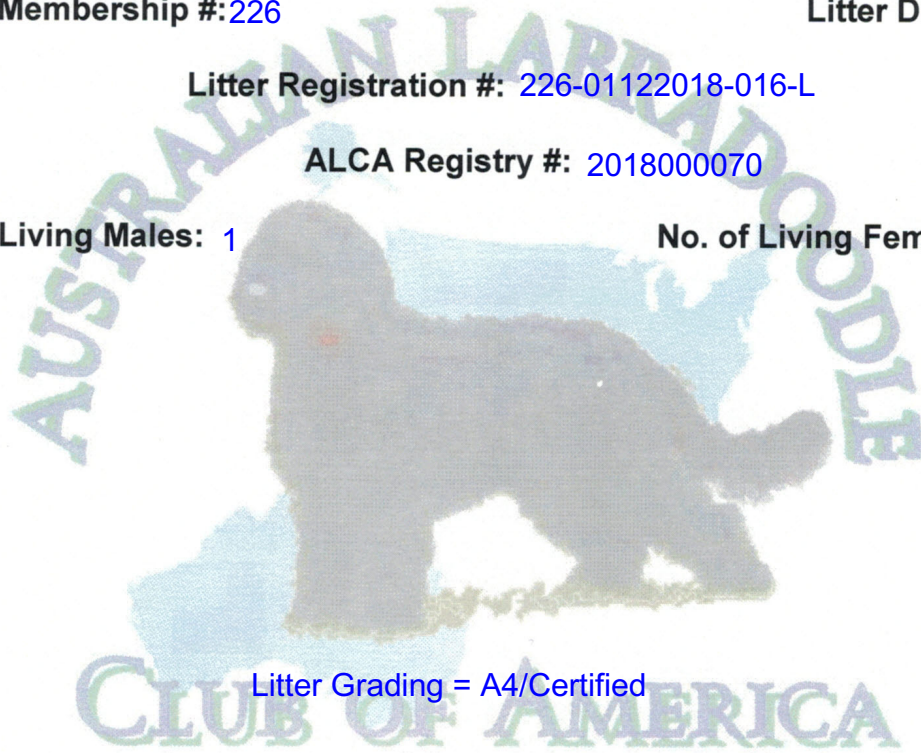 Membership #: 226 Litter D
Litter Registration #: 226-01122018-016-L
ALCA Registry #: 2018000070
Living Males: 1 No. of Living Fem
AUSTRALIAN LABRADOODLE
Litter Grading = A4/Certified
CLUB OF AMERICA